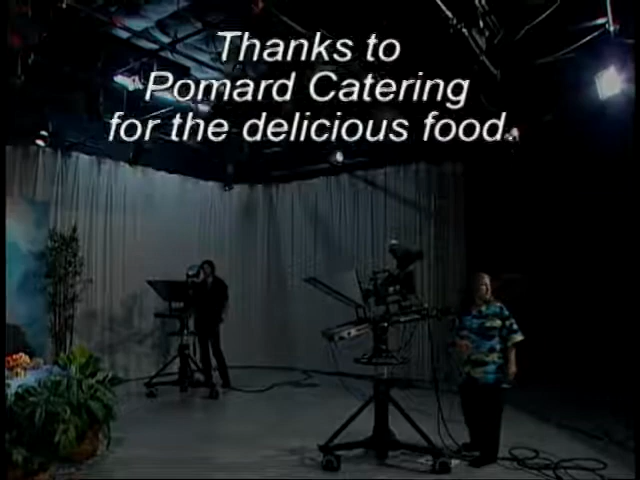 Thanks to
Pomard Catering
for the delicious food.